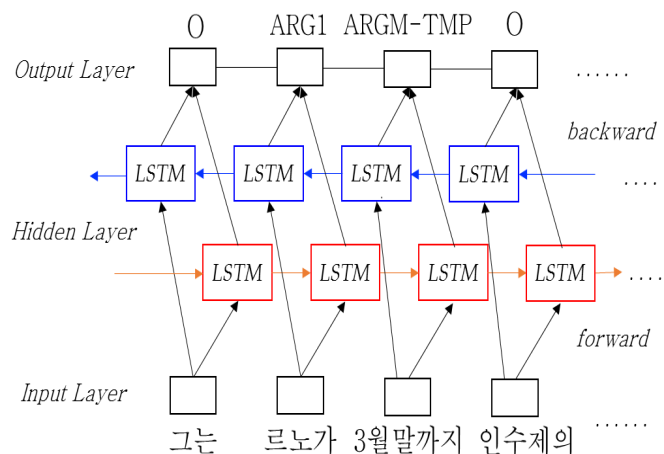 O ARG1 ARGM-TMP O
Output Layer ......
backward
LSTM LSTM LSTM LSTM ....
Hidden Layer
LSTM LSTM LSTM LSTM ....
forward
Input Layer
......
그는 르노가 3월말까지 인수제의